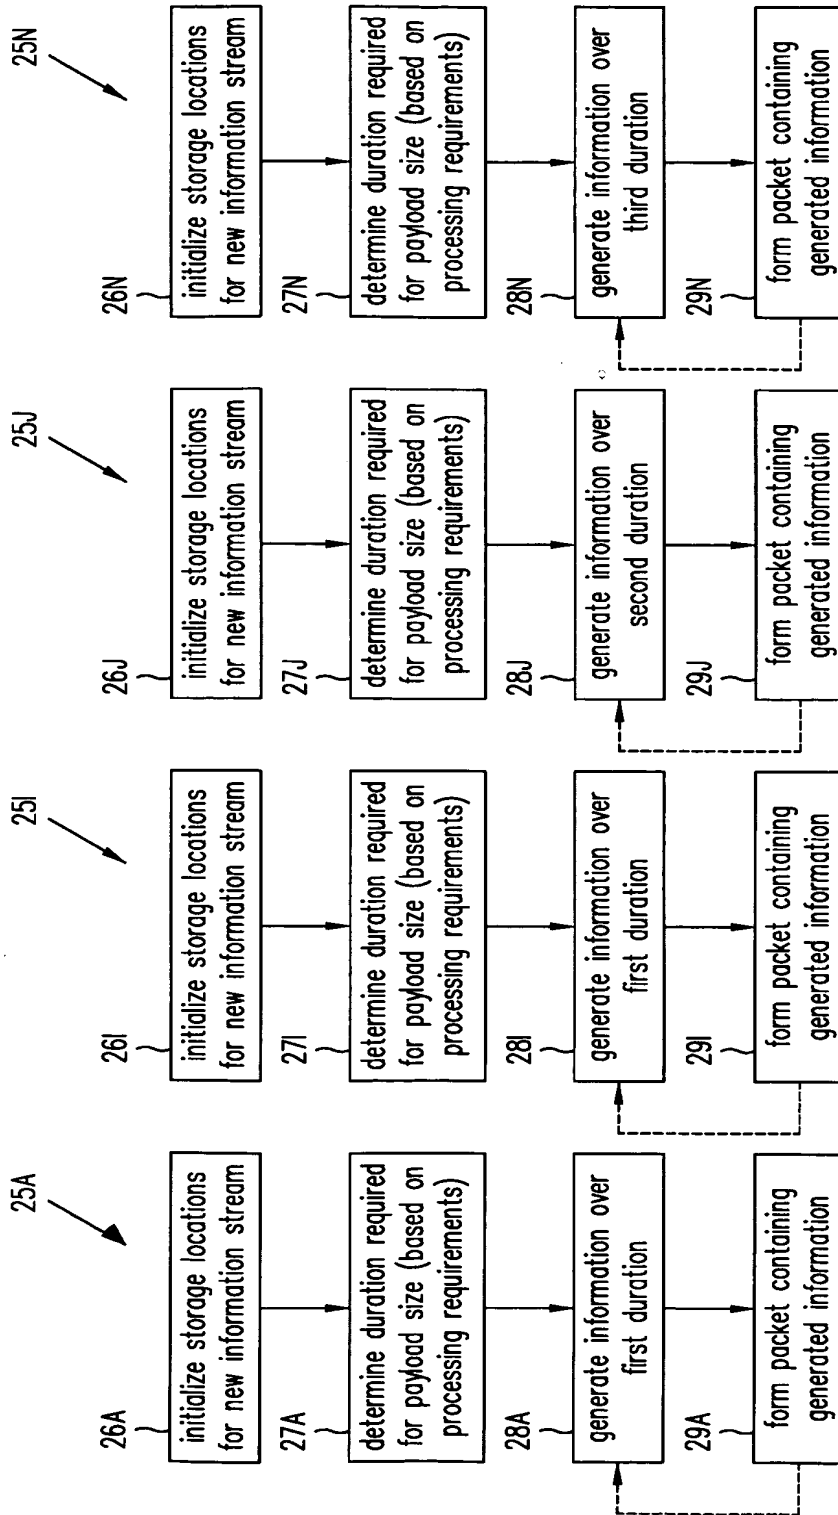 25A
26A
initialize storage locations
for new information stream
27A
determine duration required
for payload size (based on
processing requirements)
28A
generate information over
first duration
29A
form packet containing
generated information
25I
26I
initialize storage locations
for new information stream
27I
determine duration required
for payload size (based on
processing requirements)
28I
generate information over
first duration
29I
form packet containing
generated information
25J
26J
initialize storage locations
for new information stream
27J
determine duration required
for payload size (based on
processing requirements)
28J
generate information over
second duration
29J
form packet containing
generated information
25N
26N
initialize storage locations
for new information stream
27N
determine duration required
for payload size (based on
processing requirements)
28N
generate information over
third duration
29N
form packet containing
generated information